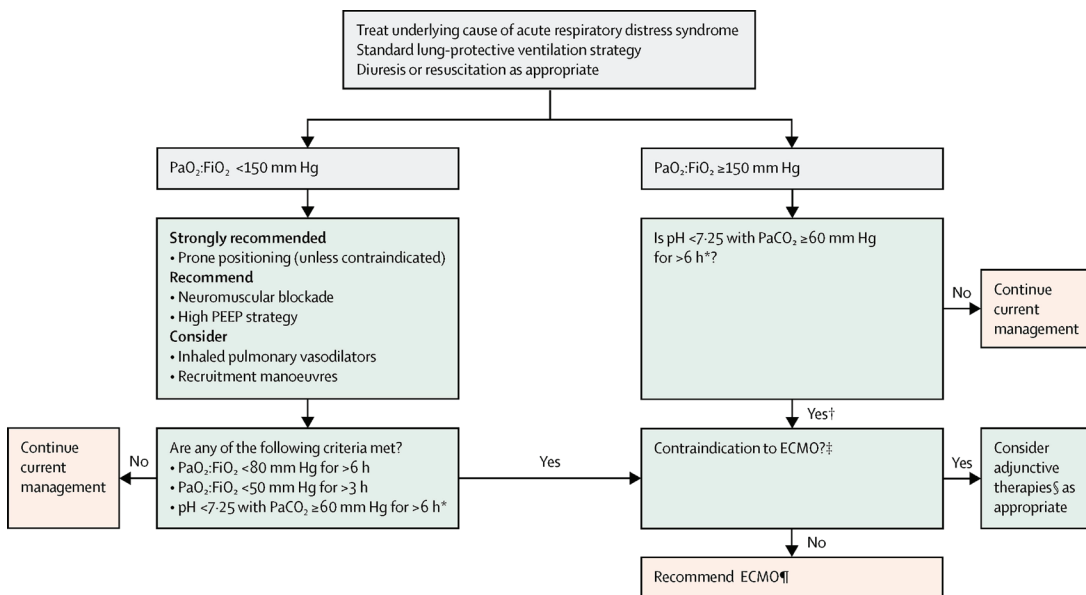 Treat underlying cause of acute respiratory distress syndrome
Standard lung-protective ventilation strategy
Diuresis or resuscitation as appropriate
PaO₂:FiO₂ <150 mm Hg
PaO₂:FiO₂ ≥150 mm Hg
Strongly recommended
• Prone positioning (unless contraindicated)
Recommend
• Neuromuscular blockade
• High PEEP strategy
Consider
• Inhaled pulmonary vasodilators
• Recruitment manoeuvres
Is pH <7·25 with PaCO₂ ≥60 mm Hg
for >6 h*?
No
Continue
current
management
Yes†
Continue
current
management
No
Are any of the following criteria met?
• PaO₂:FiO₂ <80 mm Hg for >6 h
• PaO₂:FiO₂ <50 mm Hg for >3 h
• pH <7·25 with PaCO₂ ≥60 mm Hg for >6 h*
Yes
Contraindication to ECMO?‡
Yes
Consider
adjunctive
therapies§ as
appropriate
No
Recommend ECMO¶